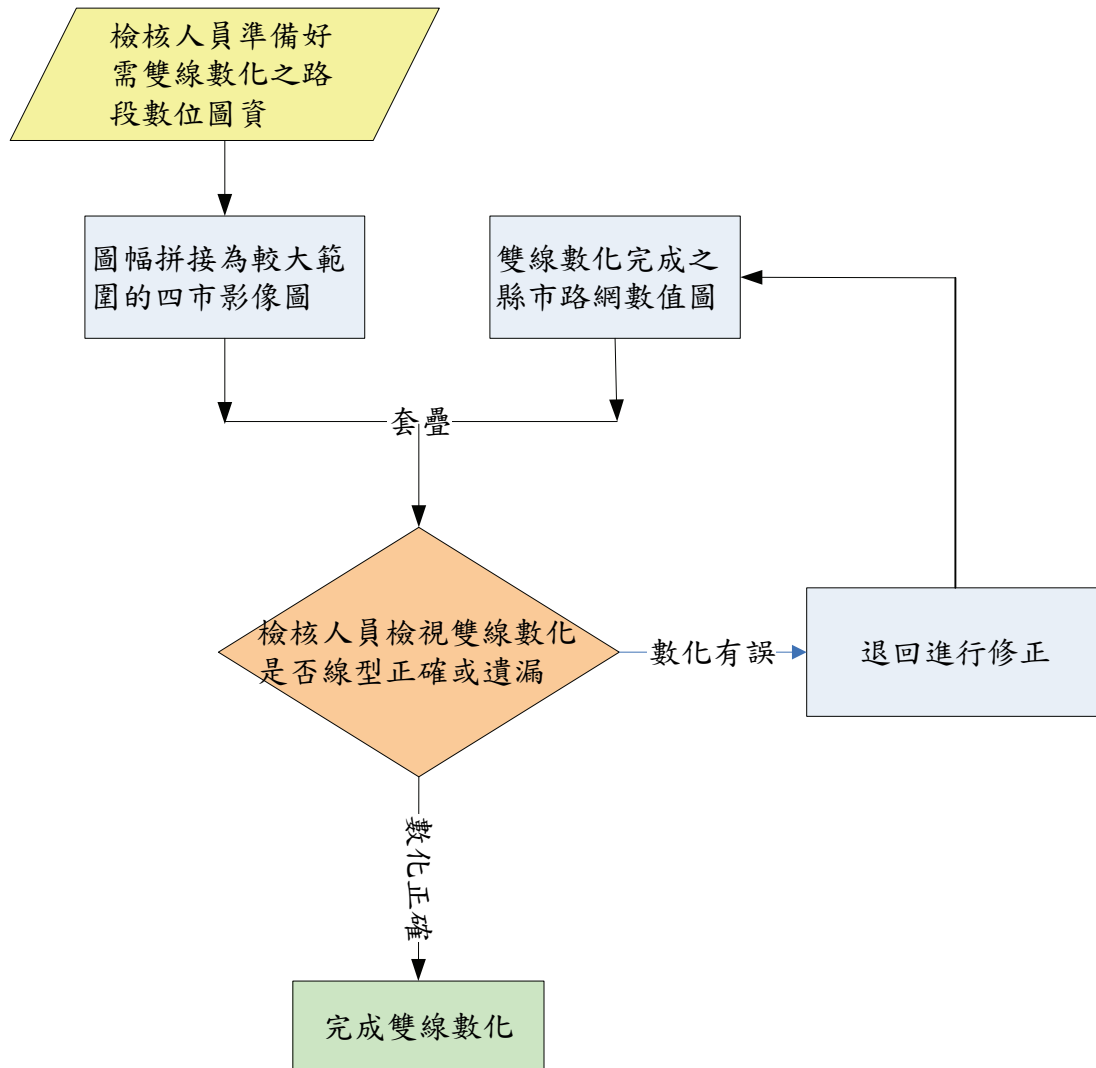 檢核人員準備好
需雙線數化之路
段數位圖資
圖幅拼接為較大範
圍的四市影像圖
雙線數化完成之
縣市路網數值圖
套疊
檢核人員檢視雙線數化
是否線型正確或遺漏
數化有誤
退回進行修正
數化正確
完成雙線數化